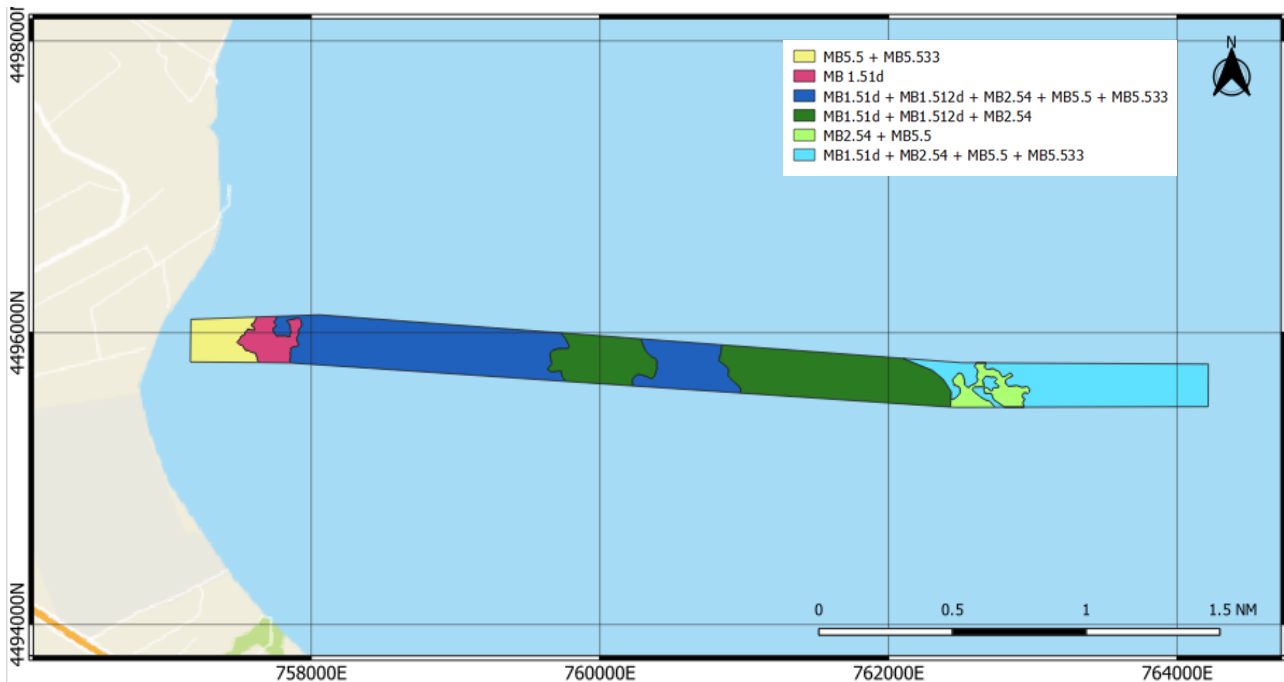 4498000N
N
MB5.5 + MB5.533
MB 1.51d
MB1.51d + MB1.512d + MB2.54 + MB5.5 + MB5.533
MB1.51d + MB1.512d + MB2.54
MB2.54 + MB5.5
MB1.51d + MB2.54 + MB5.5 + MB5.533
4496000N
4494000N
0 0.5 1 1.5 NM
758000E 760000E 762000E 764000E